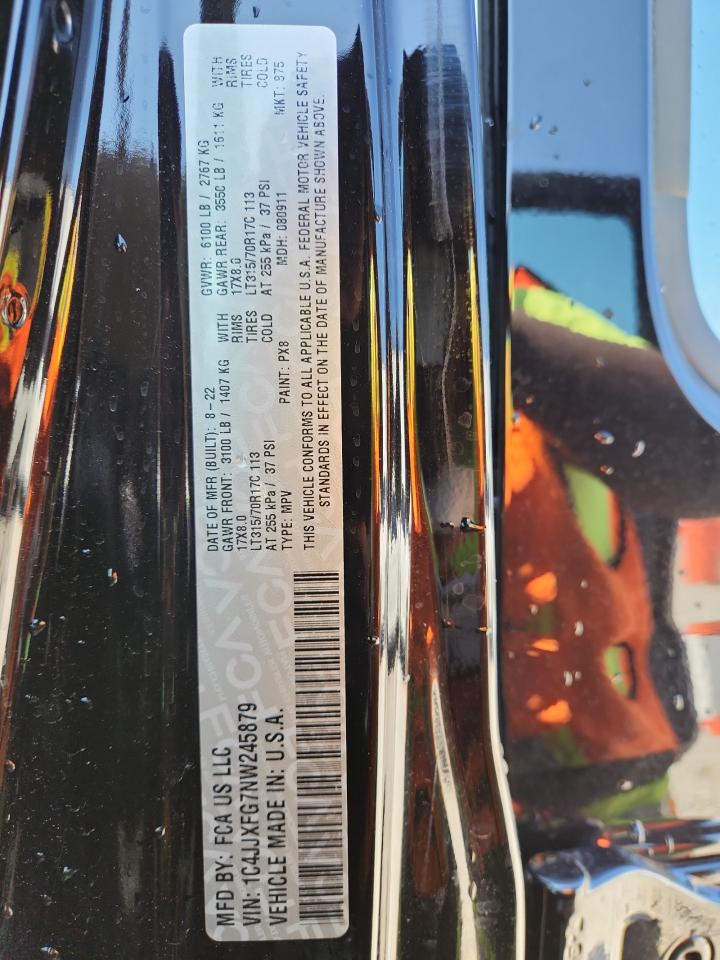 MFD BY: FCA US LLC
VIN: 1C4JJXFG7NW245879
VEHICLE MADE IN: U.S.A.
DATE OF MFR (BUILT): 8-22 GVWR: 6100 LB / 2767 KG
GAWR FRONT: 3100 LB / 1407 KG WITH GAWR REAR: 3550 LB / 1611 KG WITH
17X8.0 RIMS 17X8.0 RIMS
LT315/70R17C 113 TIRES LT315/70R17C 113 TIRES
AT 255 kPa / 37 PSI COLD AT 255 kPa / 37 PSI COLD
TYPE: MPV PAINT: PX8 MDH: 080911 MKT: 875
THIS VEHICLE CONFORMS TO ALL APPLICABLE U.S.A. FEDERAL MOTOR VEHICLE SAFETY
STANDARDS IN EFFECT ON THE DATE OF MANUFACTURE SHOWN ABOVE.